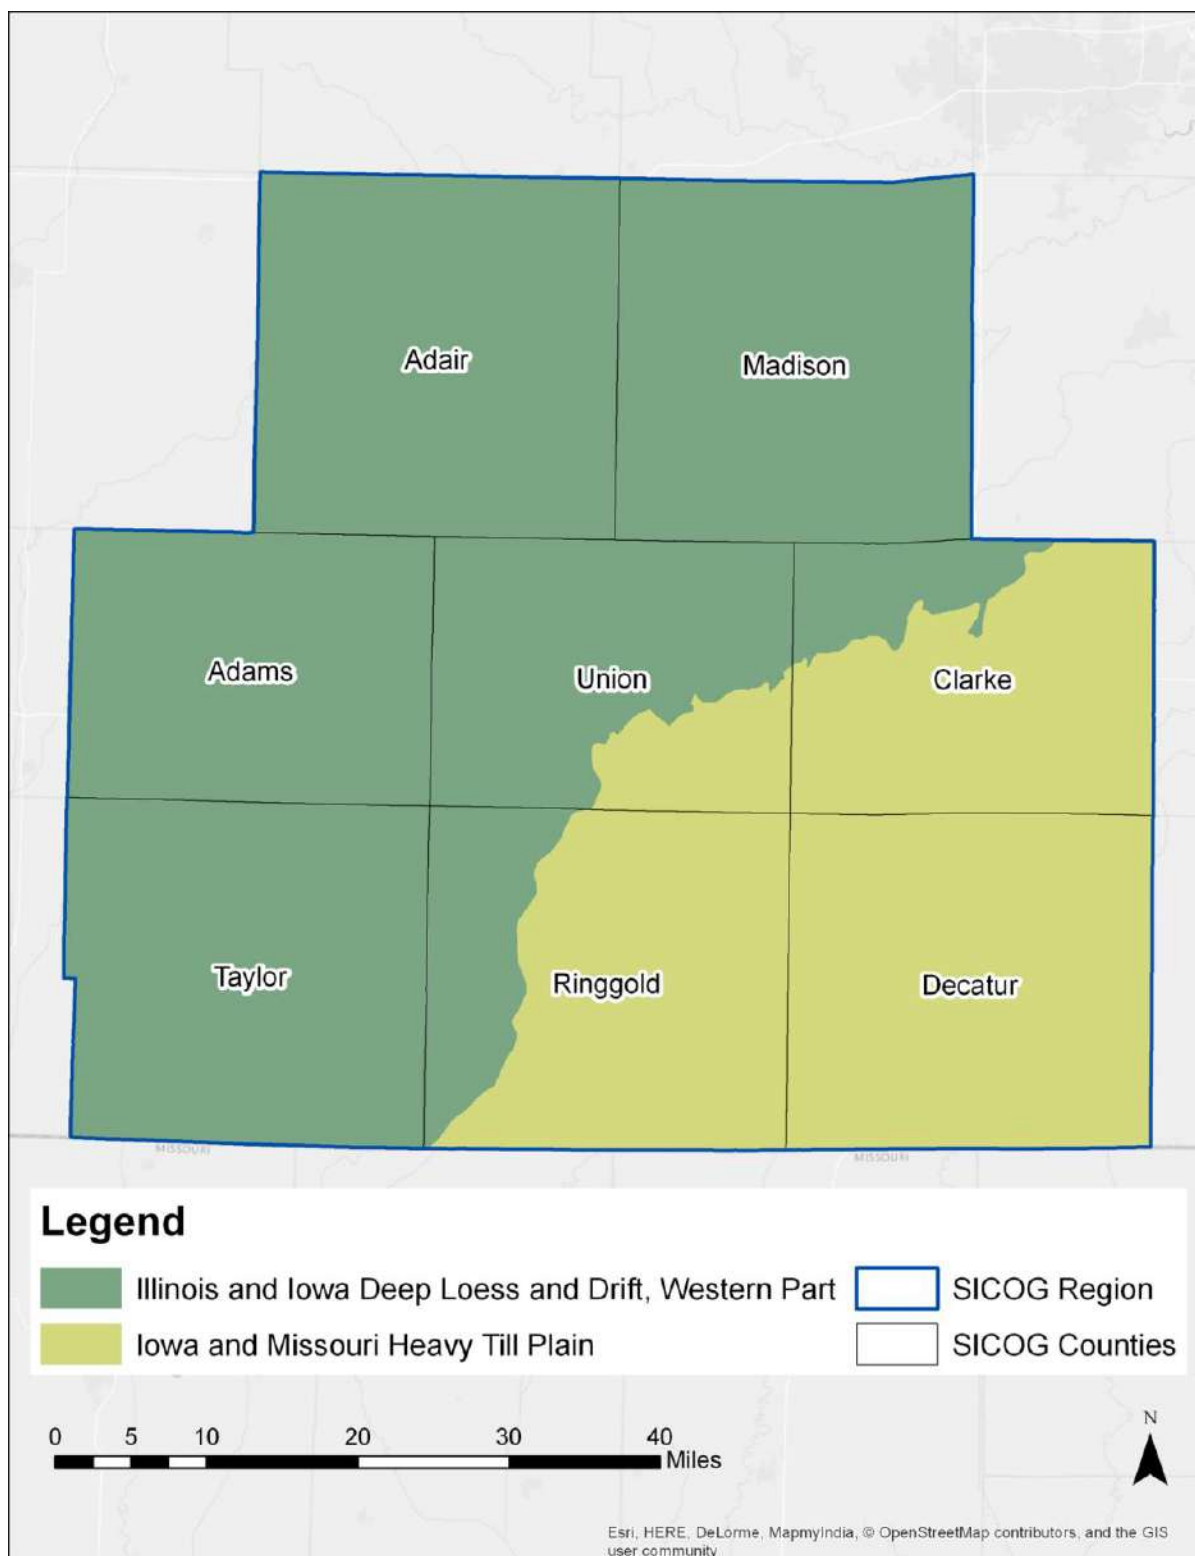 Adair
Madison
Adams
Union
Clarke
Taylor
Ringgold
Decatur
MISSOURI
MISSOURI
Legend
Illinois and Iowa Deep Loess and Drift, Western Part
SICOG Region
Iowa and Missouri Heavy Till Plain
SICOG Counties
0 5 10 20 30 40
Miles
N
Esri, HERE, DeLorme, MapmyIndia, © OpenStreetMap contributors, and the GIS
user community